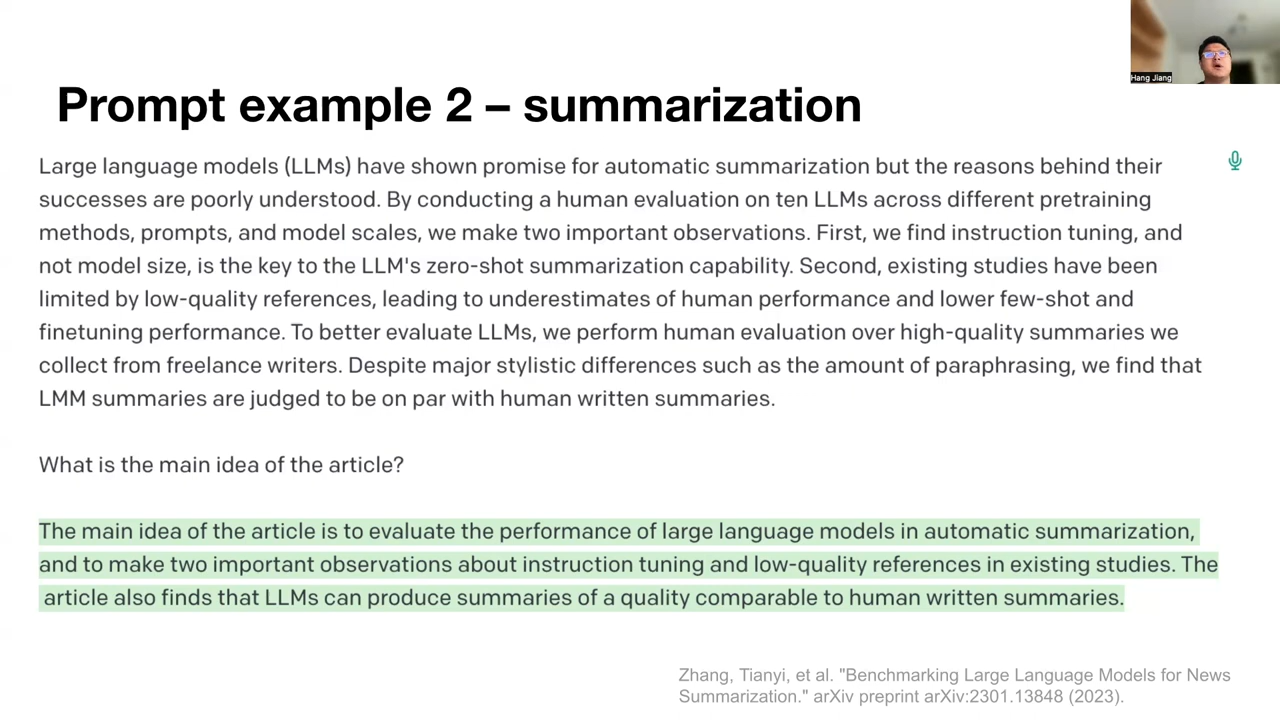 Hang Jiang
Prompt example 2 – summarization
Large language models (LLMs) have shown promise for automatic summarization but the reasons behind their
successes are poorly understood. By conducting a human evaluation on ten LLMs across different pretraining
methods, prompts, and model scales, we make two important observations. First, we find instruction tuning, and
not model size, is the key to the LLM's zero-shot summarization capability. Second, existing studies have been
limited by low-quality references, leading to underestimates of human performance and lower few-shot and
finetuning performance. To better evaluate LLMs, we perform human evaluation over high-quality summaries we
collect from freelance writers. Despite major stylistic differences such as the amount of paraphrasing, we find that
LMM summaries are judged to be on par with human written summaries.
What is the main idea of the article?
The main idea of the article is to evaluate the performance of large language models in automatic summarization,
and to make two important observations about instruction tuning and low-quality references in existing studies. The
article also finds that LLMs can produce summaries of a quality comparable to human written summaries.
Zhang, Tianyi, et al. "Benchmarking Large Language Models for News
Summarization." arXiv preprint arXiv:2301.13848 (2023).